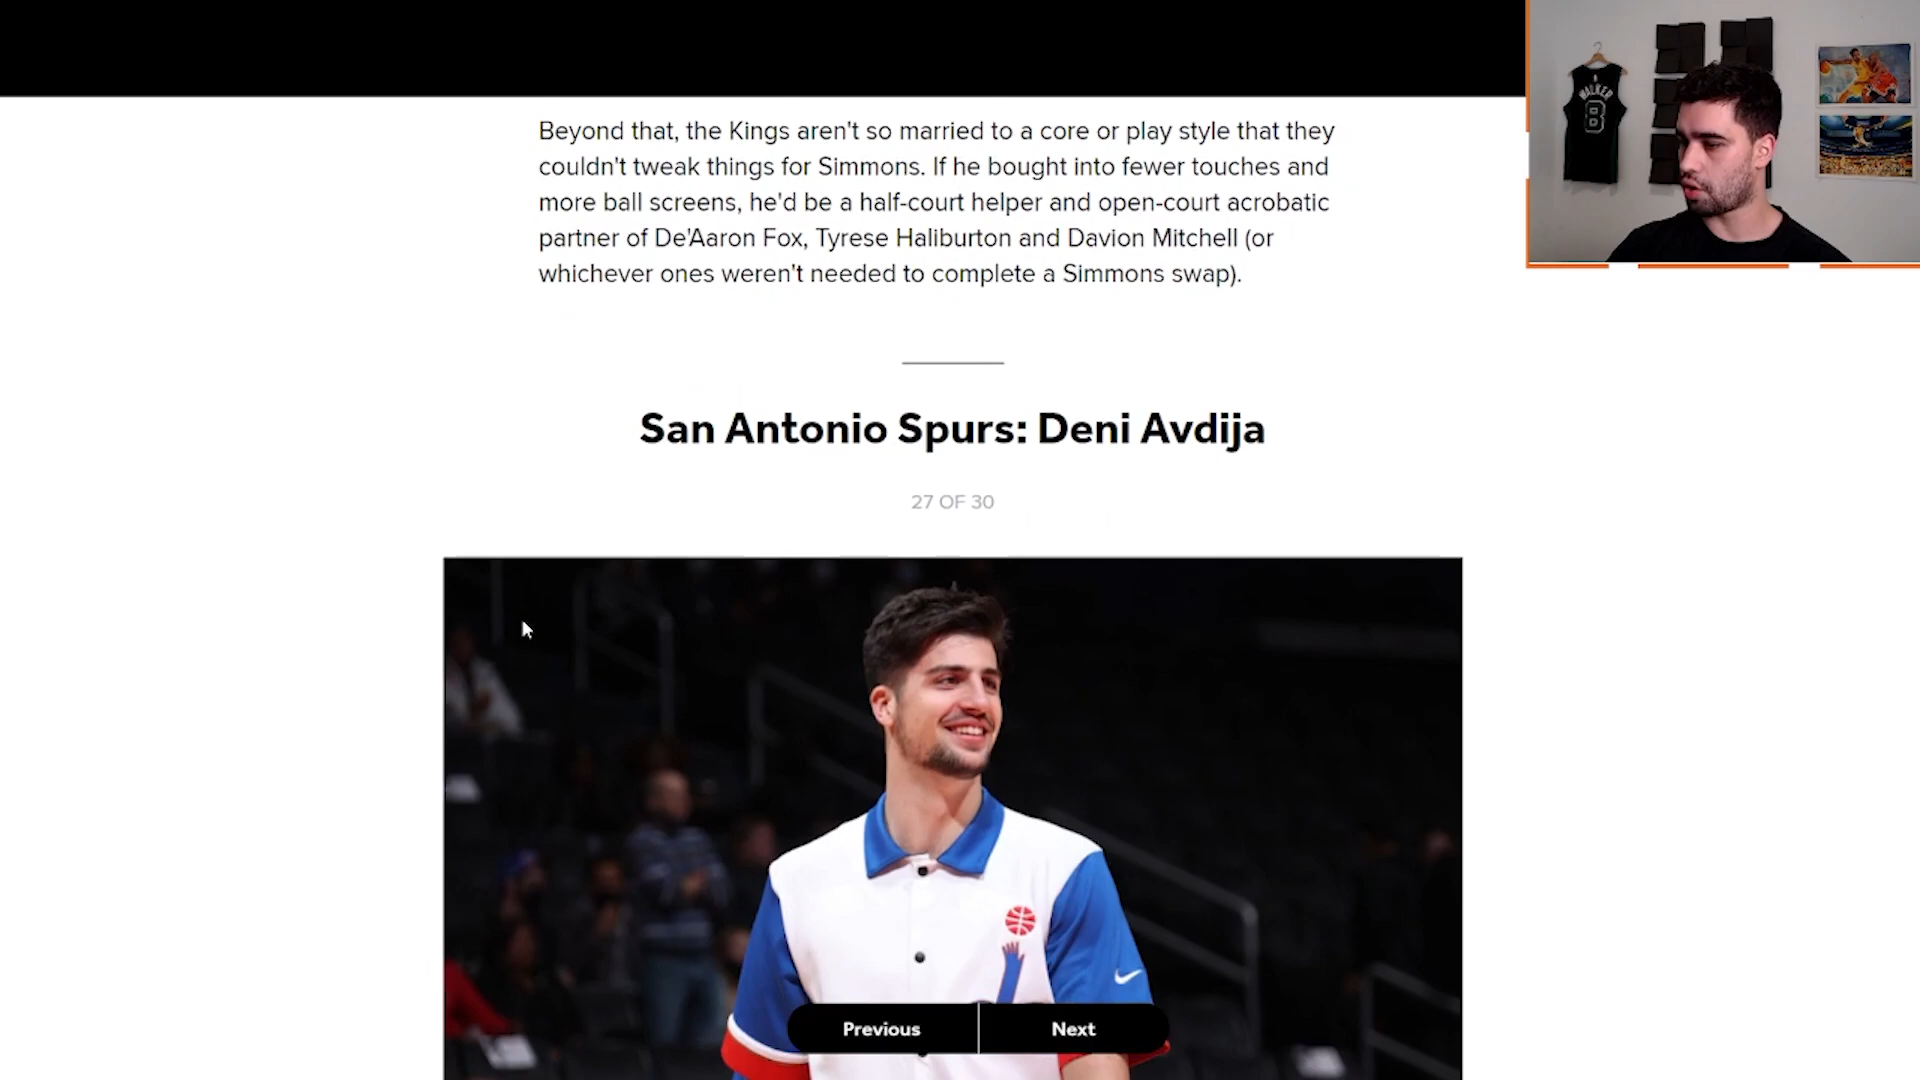 Beyond that, the Kings aren't so married to a core or play style that they
couldn't tweak things for Simmons. If he bought into fewer touches and
more ball screens, he'd be a half-court helper and open-court acrobatic
partner of De'Aaron Fox, Tyrese Haliburton and Davion Mitchell (or
whichever ones weren't needed to complete a Simmons swap).
San Antonio Spurs: Deni Avdija
27 OF 30
Previous
Next
WALKER
8